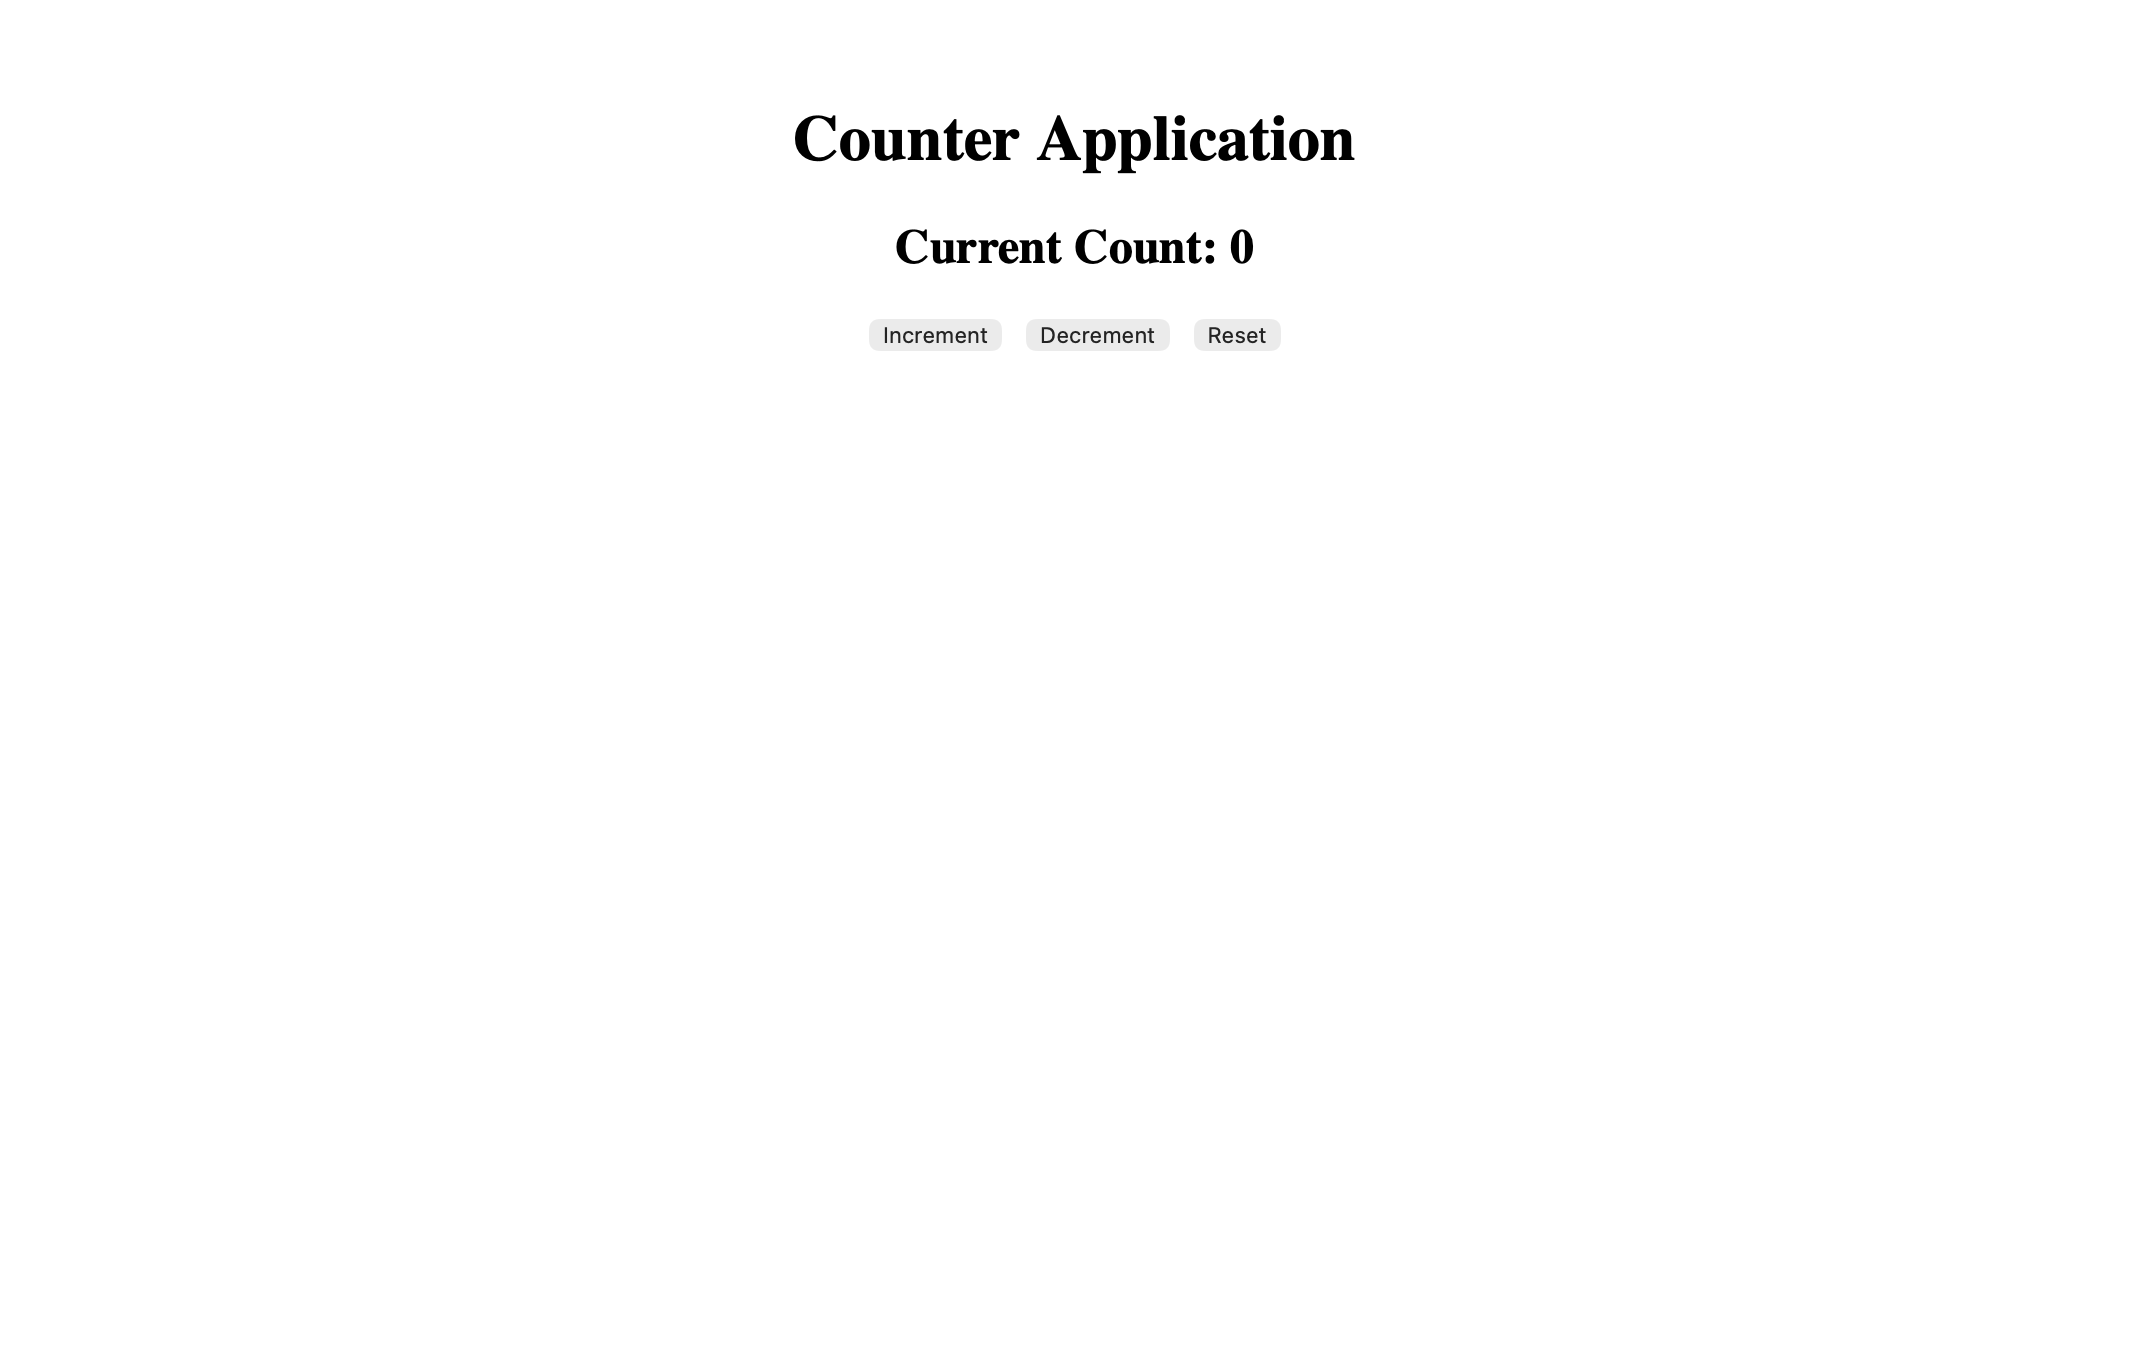 Counter Application
Current Count: 0
Increment Decrement Reset